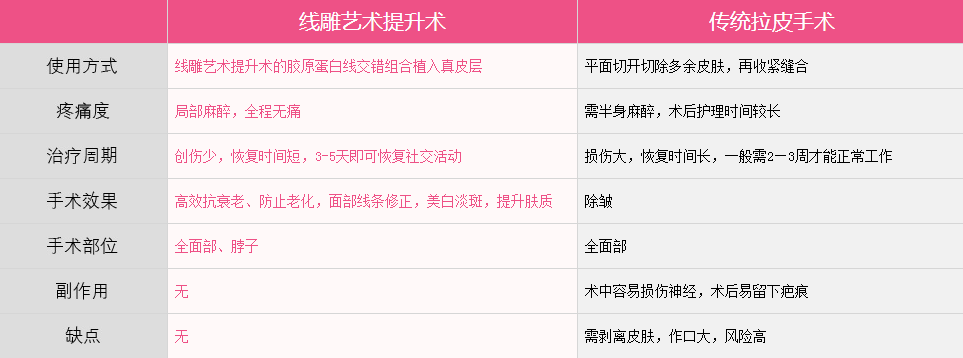 线雕艺术提升术 传统拉皮手术
使用方式 线雕艺术提升术的胶原蛋白线交错组合植入真皮层 平面切开切除多余皮肤，再收紧缝合
疼痛度 局部麻醉，全程无痛 需半身麻醉，术后护理时间较长
治疗周期 创伤少，恢复时间短，3-5天即可恢复社交活动 损伤大，恢复时间长，一般需2—3周才能正常工作
手术效果 高效抗衰老、防止老化，面部线条修正，美白淡斑，提升肤质 除皱
手术部位 全面部、脖子 全面部
副作用 无 术中容易损伤神经，术后易留下疤痕
缺点 无 需剥离皮肤，作口大，风险高